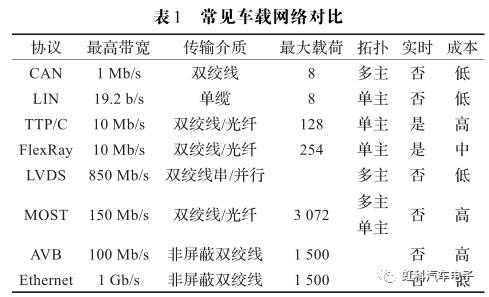 表1 常见车载网络对比
协议 最高带宽 传输介质 最大载荷 拓扑 实时 成本
CAN 1 Mb/s 双绞线 8 多主 否 低
LIN 19.2 b/s 单缆 8 单主 否 低
TTP/C 10 Mb/s 双绞线/光纤 128 单主 是 高
FlexRay 10 Mb/s 双绞线/光纤 254 单主 是 中
LVDS 850 Mb/s 双绞线串/并行 多主 否 低
MOST 150 Mb/s 双绞线/光纤 3 072 多主 单主 否 高
AVB 100 Mb/s 非屏蔽双绞线 1 500 否 高
Ethernet 1 Gb/s 非屏蔽双绞线 1 500 否 低
虹科汽车电子